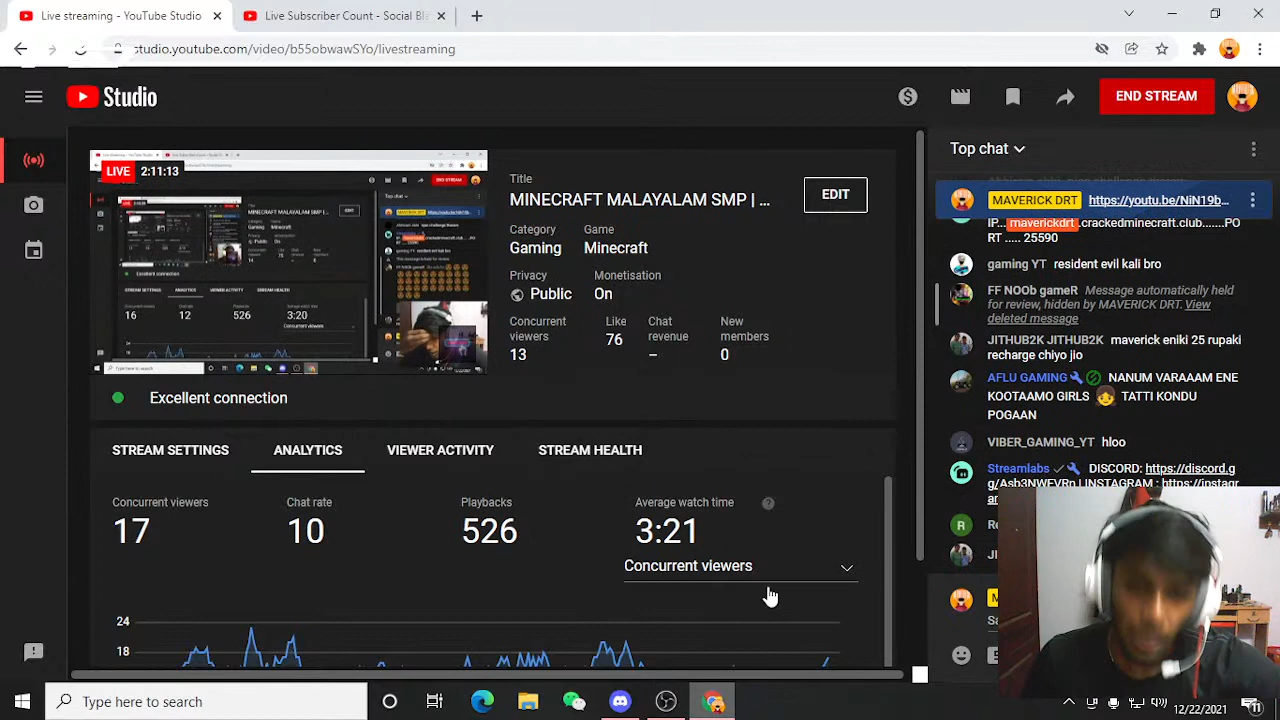 Live streaming - YouTube Studio
Live Subscriber Count - Social Bl
studio.youtube.com/video/b55obwawSYo/livestreaming
Studio
END STREAM
LIVE
2:11:13
Title
MINECRAFT MALAYALAM SMP | ...
EDIT
Category
Game
Gaming
Minecraft
Privacy
Monetisation
Public
On
Concurrent
viewers
Like
Chat
revenue
New
members
13
76
–
0
Excellent connection
STREAM SETTINGS
ANALYTICS
VIEWER ACTIVITY
STREAM HEALTH
Concurrent viewers
Chat rate
Playbacks
Average watch time
17
10
526
3:21
Concurrent viewers
24
18
Top chat
MAVERICK DRT
https://youtu.be/NiN19b...
IP... maverickdrt.crackedminecraft.club.......PO
RT ..... 25590
gaming YT resident evil kali bro
FF NOOb gameR Message automatically held
for review, hidden by MAVERICK DRT. View
deleted message
JITHUB2K JITHUB2K maverick eniki 25 rupaki
recharge chiyo jio
AFLU GAMING NANUM VARAAAM ENE
KOOTAAMO GIRLS TATTI KONDU
POGAAN
VIBER_GAMING_YT hloo
Streamlabs DISCORD: https://discord.g
g/Asb3NWFVRn | INSTAGRAM : https://instagr
Type here to search
12/22/2021